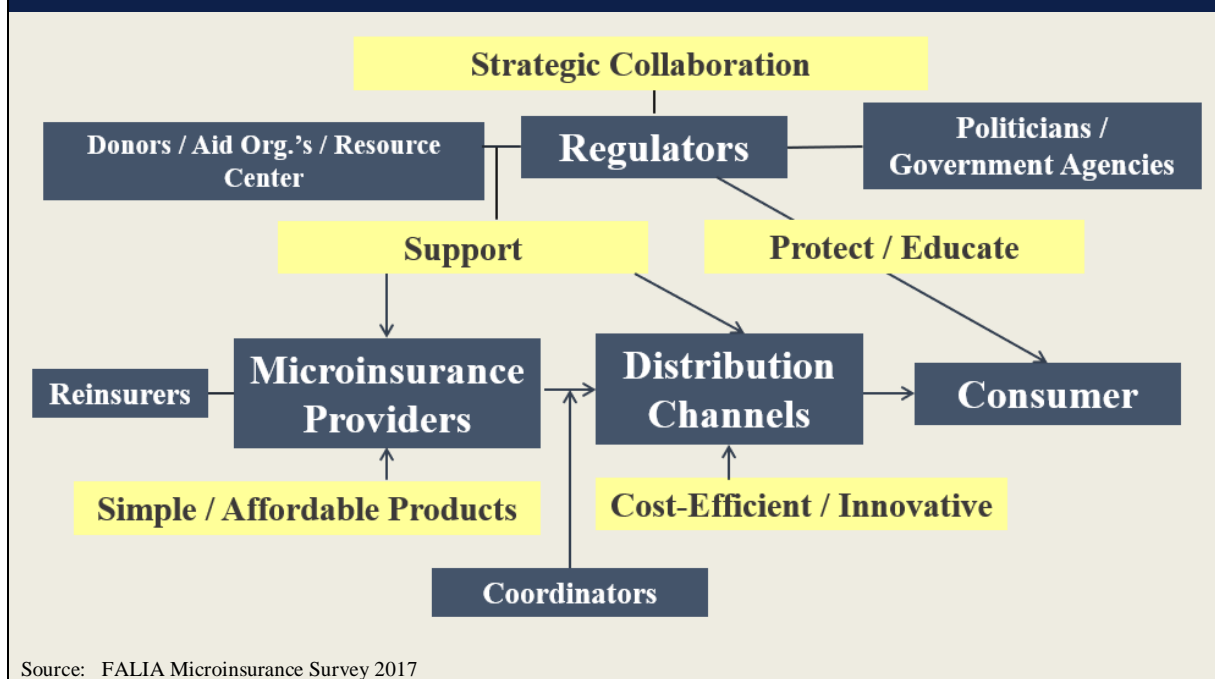 Strategic Collaboration
Donors / Aid Org.'s / Resource
Center
Regulators
Politicians /
Government Agencies
Support
Protect / Educate
Reinsurers
Microinsurance
Providers
Distribution
Channels
Consumer
Simple / Affordable Products
Cost-Efficient / Innovative
Coordinators
Source: FALIA Microinsurance Survey 2017